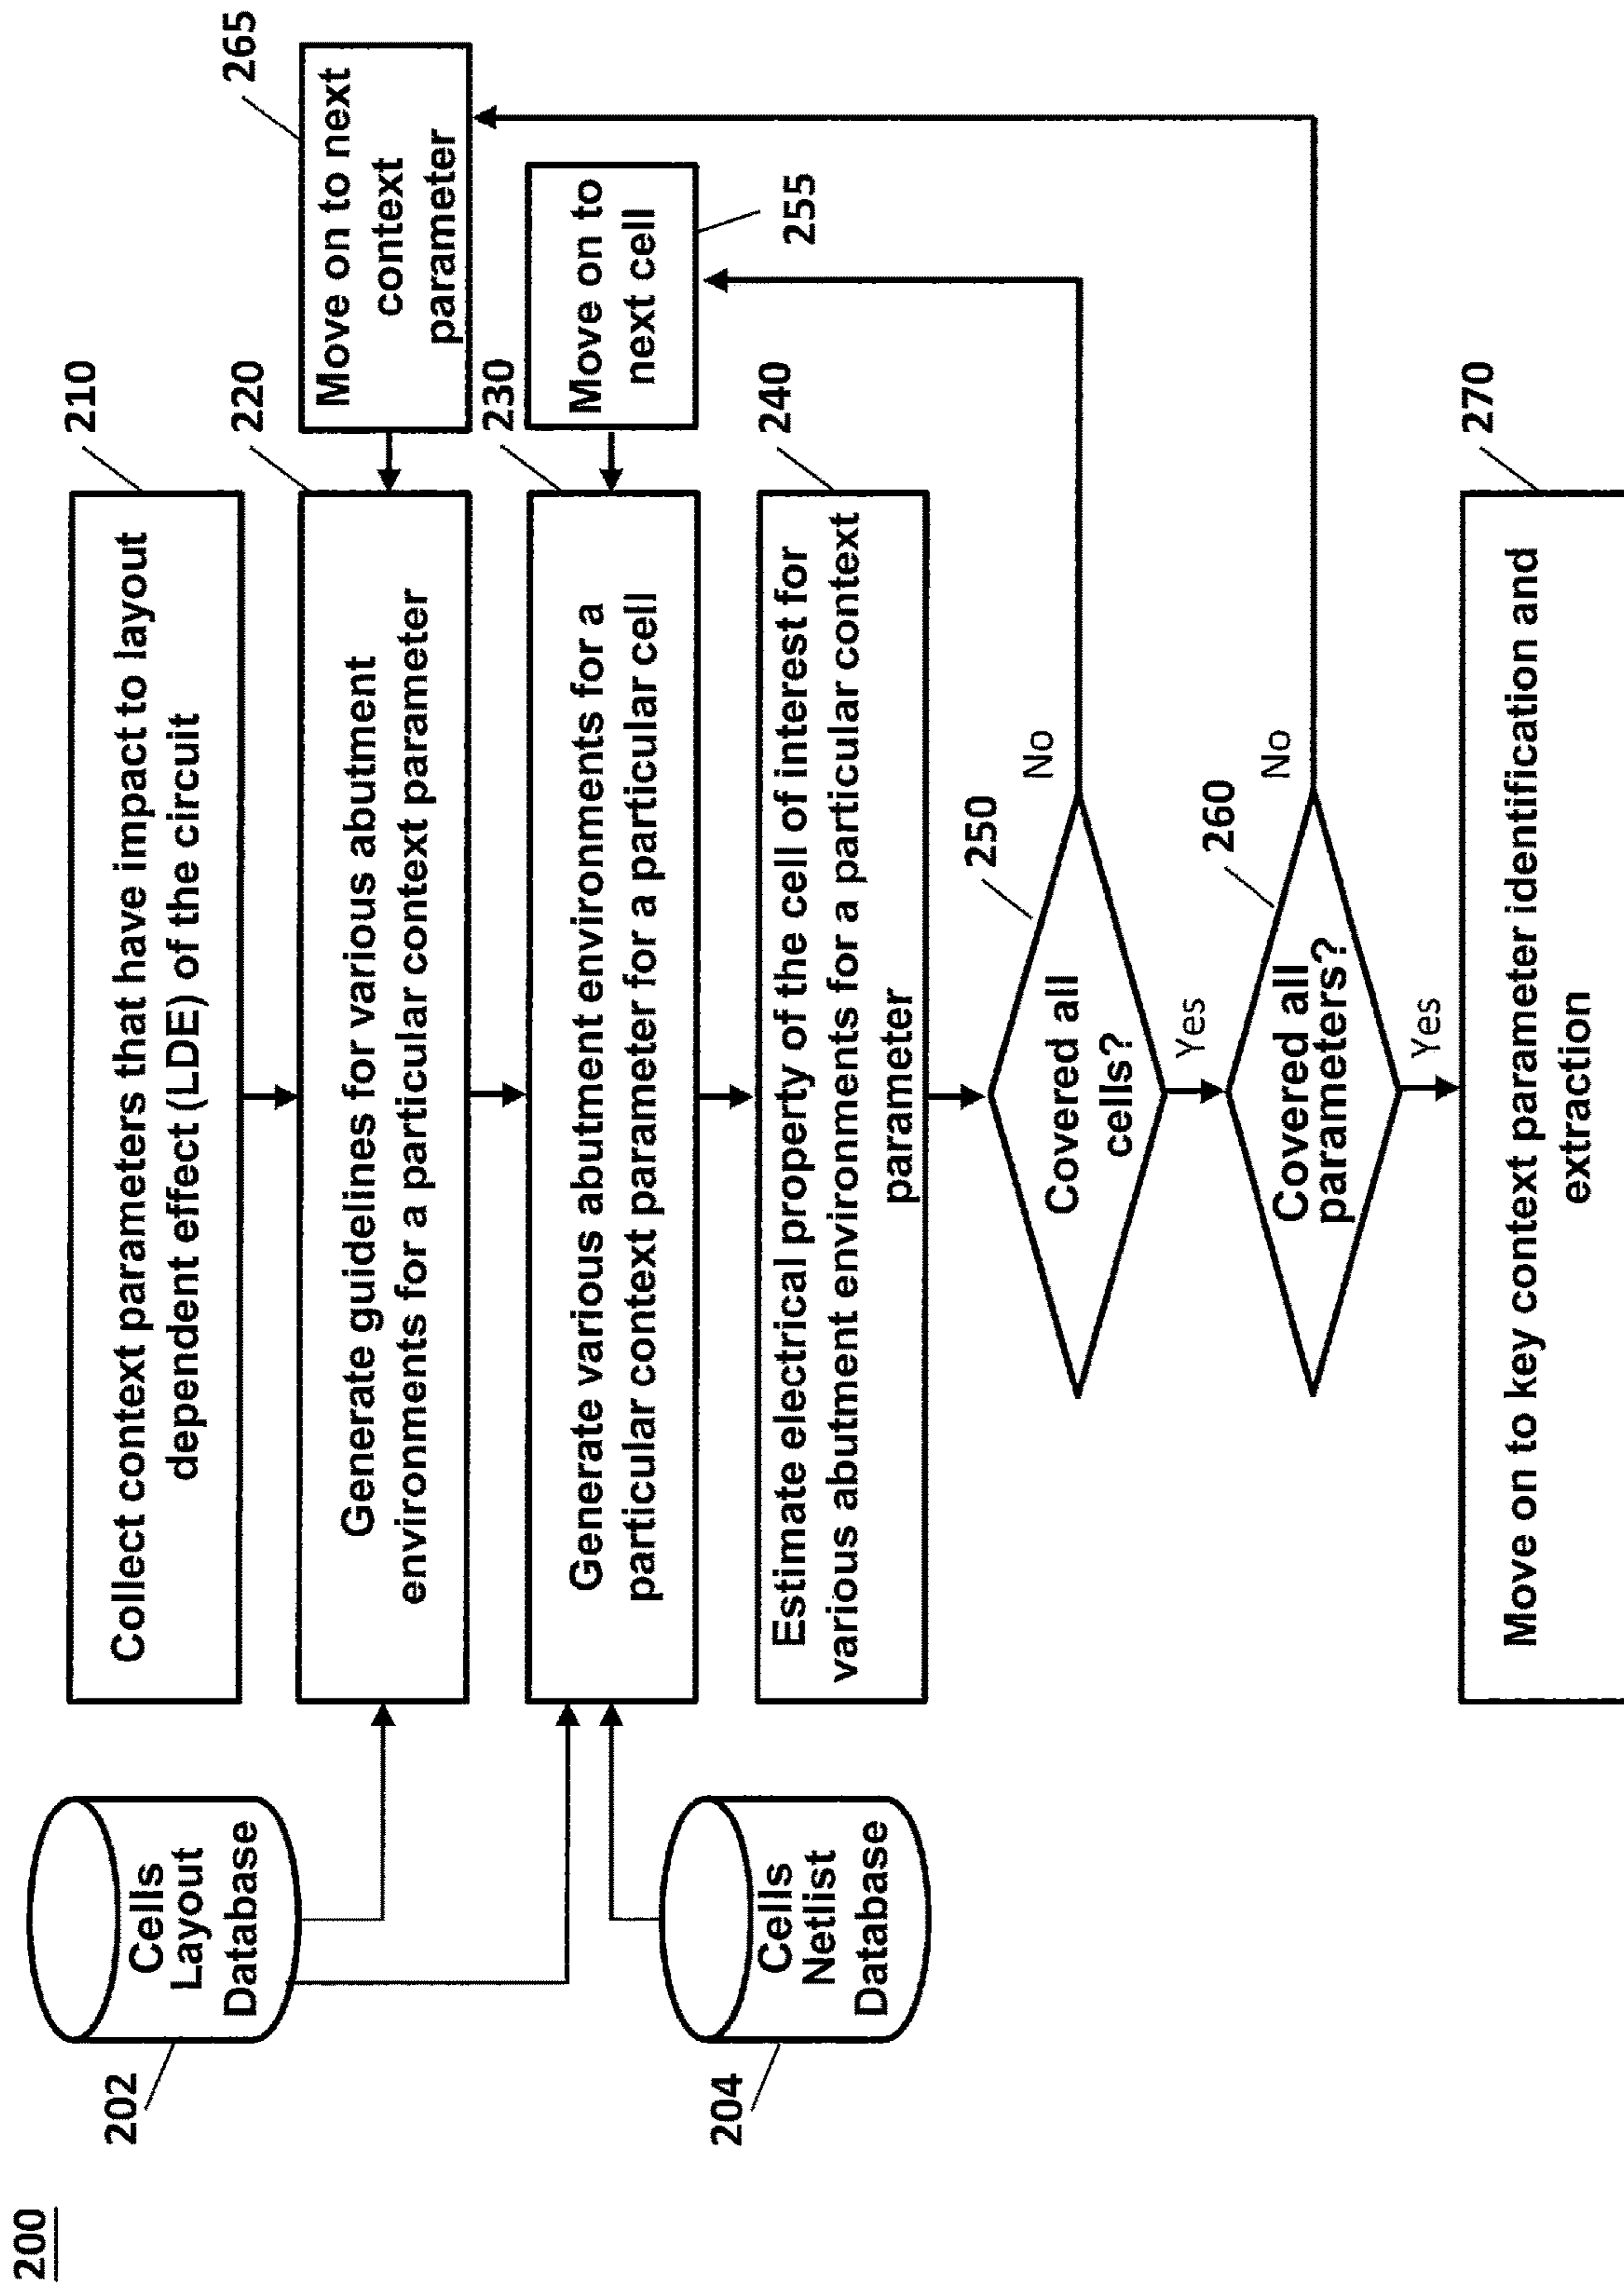 200
202
Cells
Layout
Database
204
Cells
Netlist
Database
210
Collect context parameters that have impact to layout
dependent effect (LDE) of the circuit
220
Generate guidelines for various abutment
environments for a particular context parameter
265
Move on to next
context
parameter
230
Generate various abutment environments for a
particular context parameter for a particular cell
Move on to
next cell
255
240
Estimate electrical property of the cell of interest for
various abutment environments for a particular context
parameter
250
Covered all
cells?
No
Yes
260
Covered all
parameters?
No
Yes
270
Move on to key context parameter identification and
extraction